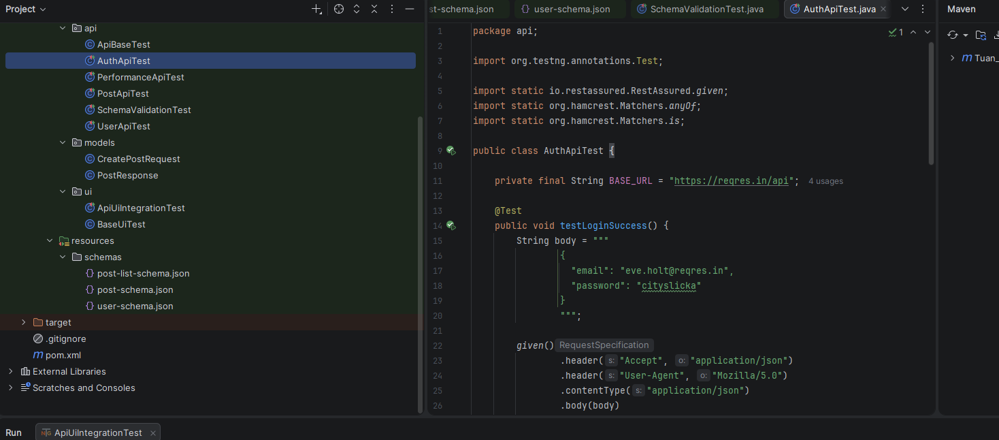 Project
api
ApiBaseTest
AuthApiTest
PerformanceApiTest
PostApiTest
SchemaValidationTest
UserApiTest
models
CreatePostRequest
PostResponse
ui
ApiUiIntegrationTest
BaseUiTest
resources
schemas
{} post-list-schema.json
{} post-schema.json
{} user-schema.json
target
.gitignore
m pom.xml
External Libraries
Scratches and Consoles
st-schema.json {} user-schema.json SchemaValidationTest.java AuthApiTest.java
1 package api; 1
2
3 import org.testng.annotations.Test;
4
5 import static io.restassured.RestAssured.given;
6 import static org.hamcrest.Matchers.anyOf;
7 import static org.hamcrest.Matchers.is;
8
9 public class AuthApiTest {
10
11 private final String BASE_URL = "https://reqres.in/api"; 4 usages
12
13 @Test
14 public void testLoginSuccess() {
15 String body = """
16 {
17 "email": "eve.holt@reqres.in",
18 "password": "cityslicka"
19 }
20 """;
21
22 given() RequestSpecification
23 .header( s: "Accept", o: "application/json")
24 .header( s: "User-Agent", o: "Mozilla/5.0")
25 .contentType( s: "application/json")
26 .body(body)
Maven
m Tuan_
Run ApiUiIntegrationTest